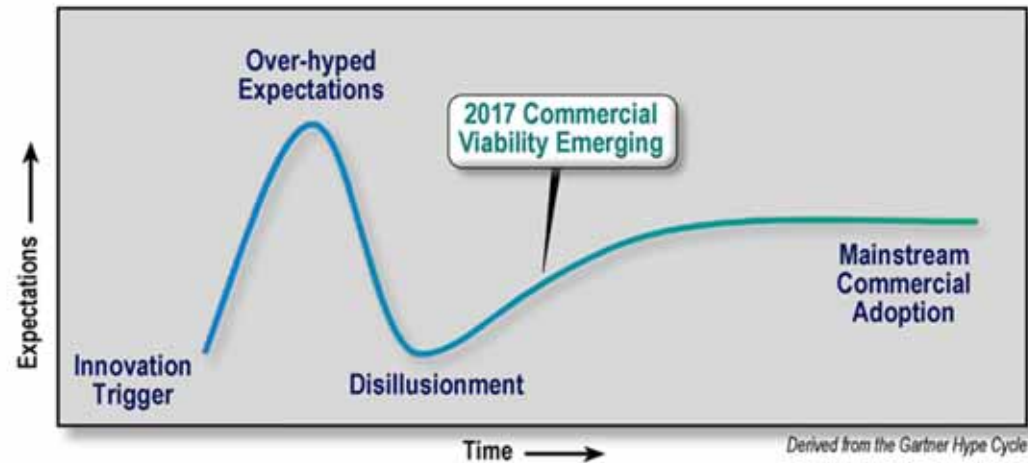 Over-hyped
Expectations
2017 Commercial
Viability Emerging
Expectations
Mainstream
Commercial
Adoption
Innovation
Trigger
Disillusionment
Time
Derived from the Gartner Hype Cycle